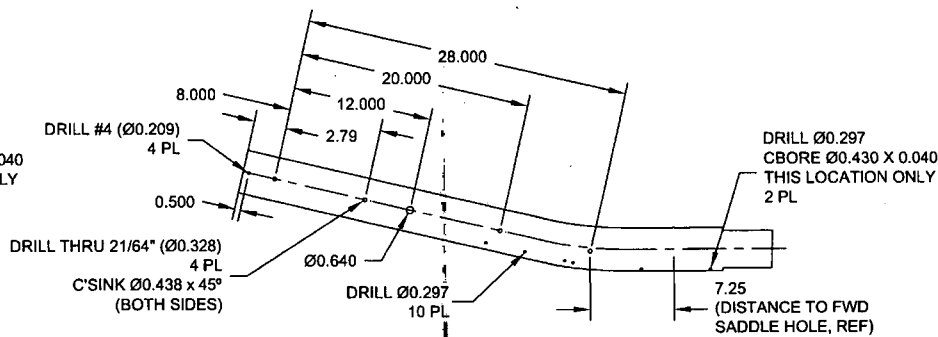 28.000
20.000
8.000
12.000
2.79
DRILL #4 (Ø0.209)
4 PL
040
LY
0.500
DRILL THRU 21/64" (Ø0.328)
4 PL
C'SINK Ø0.438 x 45º
(BOTH SIDES)
Ø0.640
DRILL Ø0.297
10 PL
DRILL Ø0.297
CBORE Ø0.430 X 0.040
THIS LOCATION ONLY
2 PL
7.25
(DISTANCE TO FWD
SADDLE HOLE, REF)